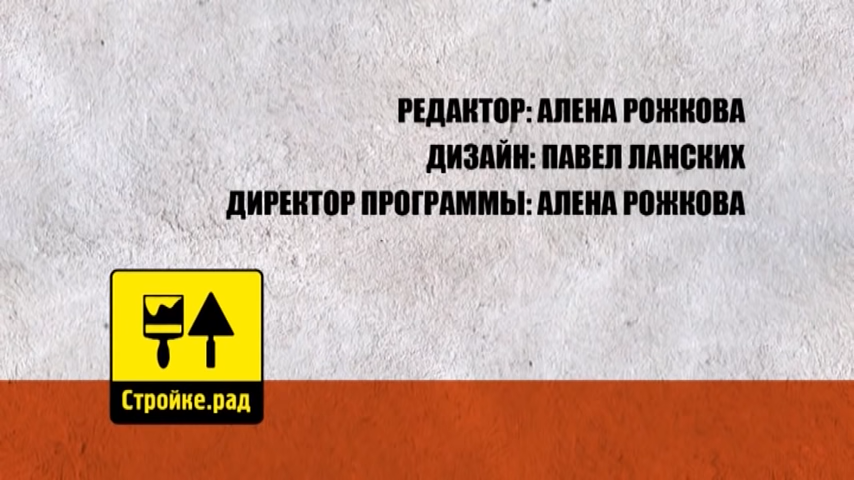 РЕДАКТОР: АЛЕНА РОЖКОВА
ДИЗАЙН: ПАВЕЛ ЛАНСКИХ
ДИРЕКТОР ПРОГРАММЫ: АЛЕНА РОЖКОВА
Стройке.рад